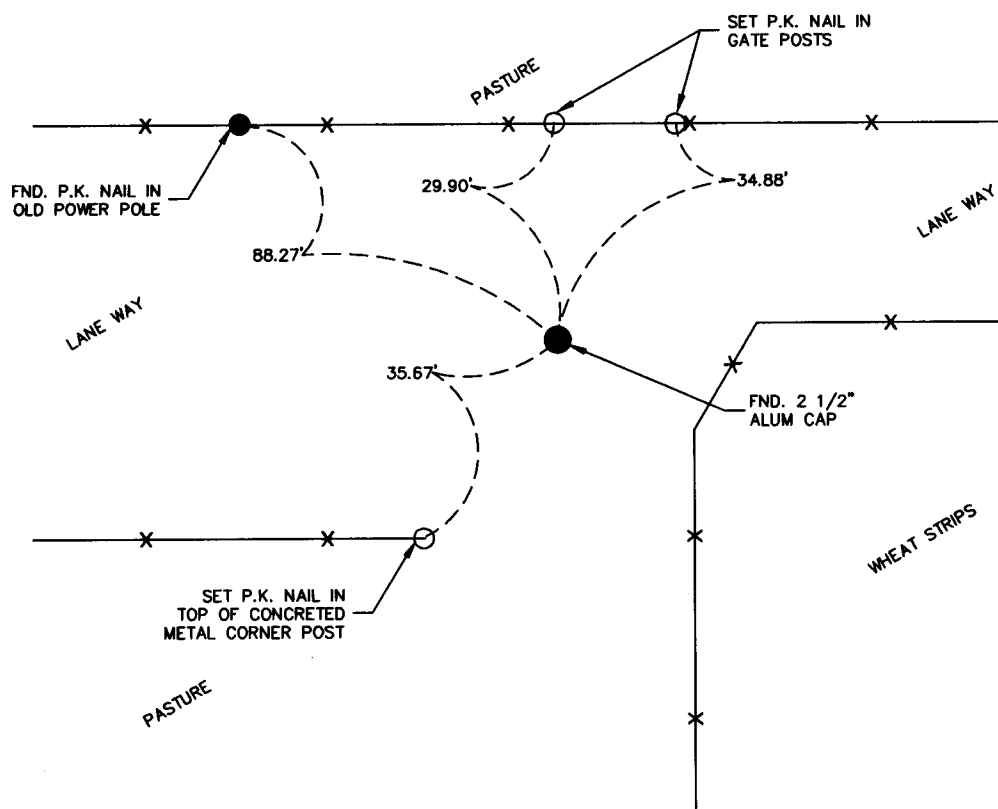 SET P.K. NAIL IN
GATE POSTS
PASTURE
FND. P.K. NAIL IN
OLD POWER POLE
29.90'
34.88'
LANE WAY
88.27'
LANE WAY
35.67'
FND. 2 1/2"
ALUM CAP
WHEAT STRIPS
SET P.K. NAIL IN
TOP OF CONCRETED
METAL CORNER POST
PASTURE